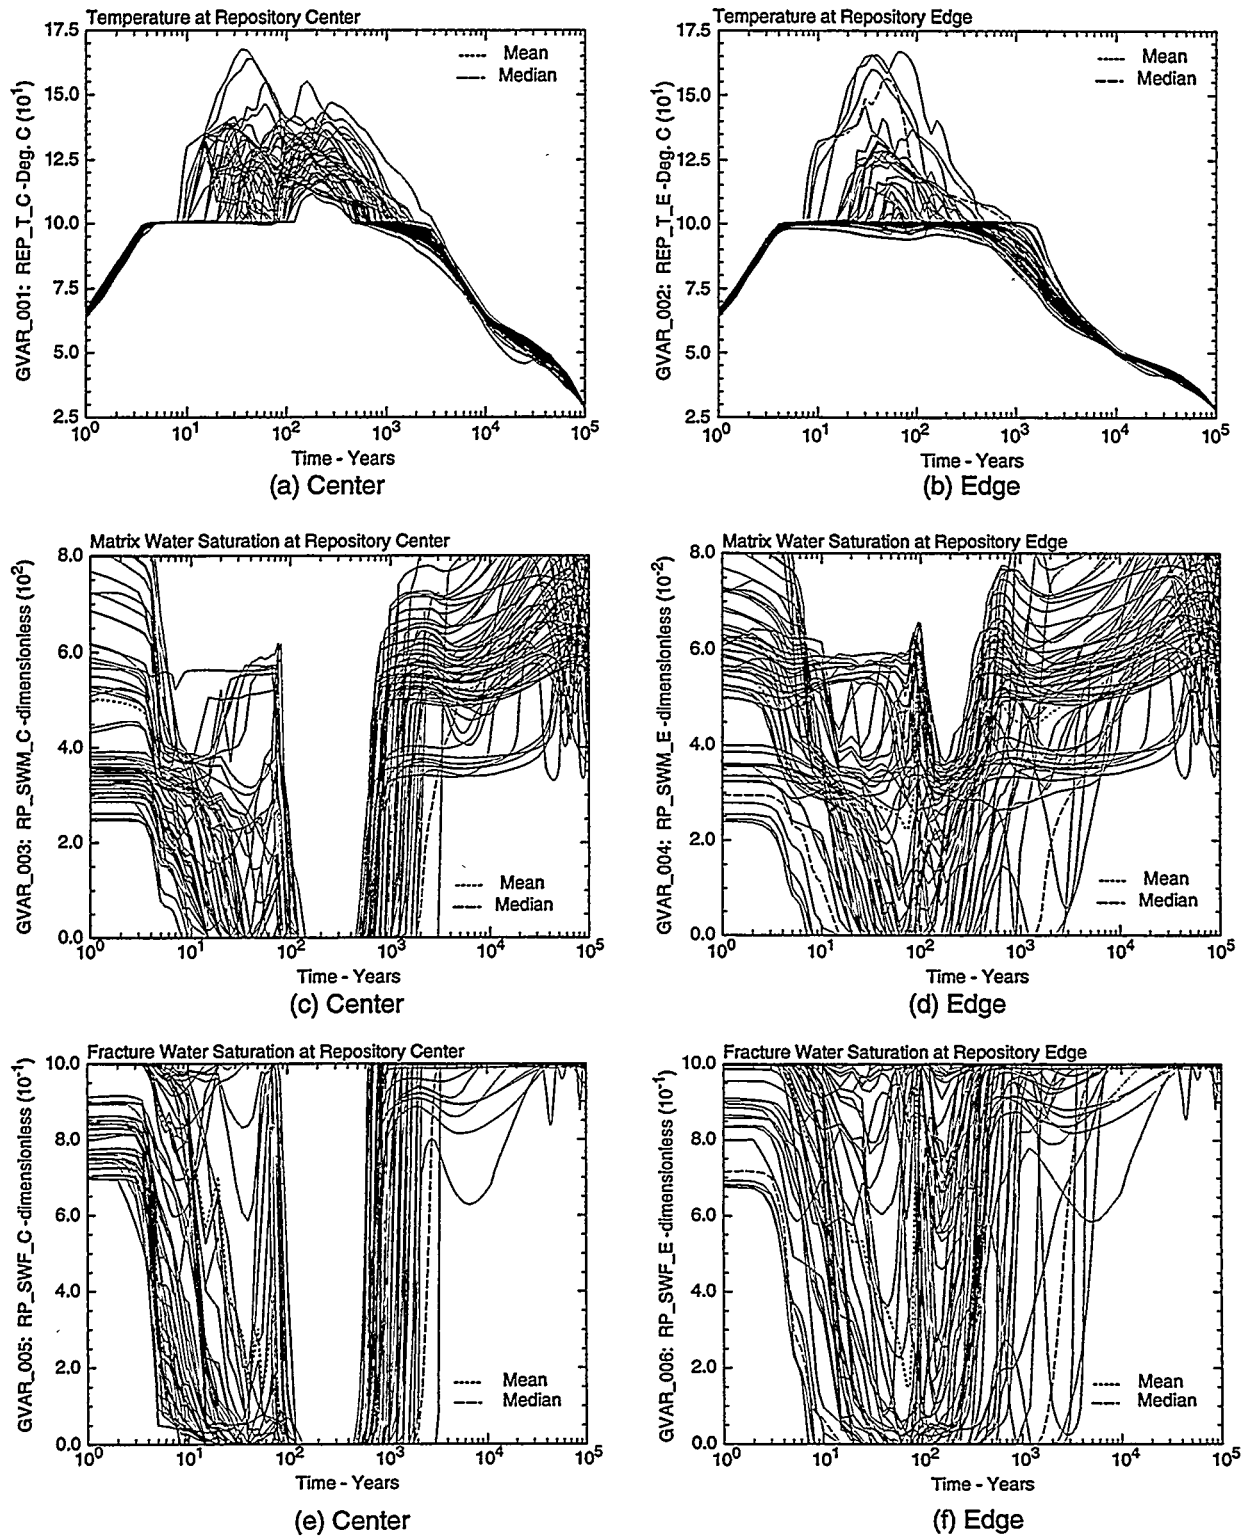 Temperature at Repository Center
GVAR_001: REP_T_C -Deg. C (10¹)
17.5
15.0
12.5
10.0
7.5
5.0
2.5
Mean
Median
10⁰ 10¹ 10² 10³ 10⁴ 10⁵
Time - Years
(a) Center
Temperature at Repository Edge
GVAR_002: REP_T_E -Deg. C (10¹)
17.5
15.0
12.5
10.0
7.5
5.0
2.5
Mean
Median
10⁰ 10¹ 10² 10³ 10⁴ 10⁵
Time - Years
(b) Edge
Matrix Water Saturation at Repository Center
GVAR_003: RP_SWM_C -dimensionless (10²)
8.0
6.0
4.0
2.0
0.0
Mean
Median
10⁰ 10¹ 10² 10³ 10⁴ 10⁵
Time - Years
(c) Center
Matrix Water Saturation at Repository Edge
GVAR_004: RP_SWM_E -dimensionless (10⁻²)
8.0
6.0
4.0
2.0
0.0
Mean
Median
10⁰ 10¹ 10² 10³ 10⁴ 10⁵
Time - Years
(d) Edge
Fracture Water Saturation at Repository Center
GVAR_005: RP_SWF_C -dimensionless (10⁻¹)
10.0
8.0
6.0
4.0
2.0
0.0
Mean
Median
10⁰ 10¹ 10² 10³ 10⁴ 10⁵
Time - Years
(e) Center
Fracture Water Saturation at Repository Edge
GVAR_006: RP_SWF_E -dimensionless (10⁻¹)
10.0
8.0
6.0
4.0
2.0
0.0
Mean
Median
10⁰ 10¹ 10² 10³ 10⁴ 10⁵
Time - Years
(f) Edge